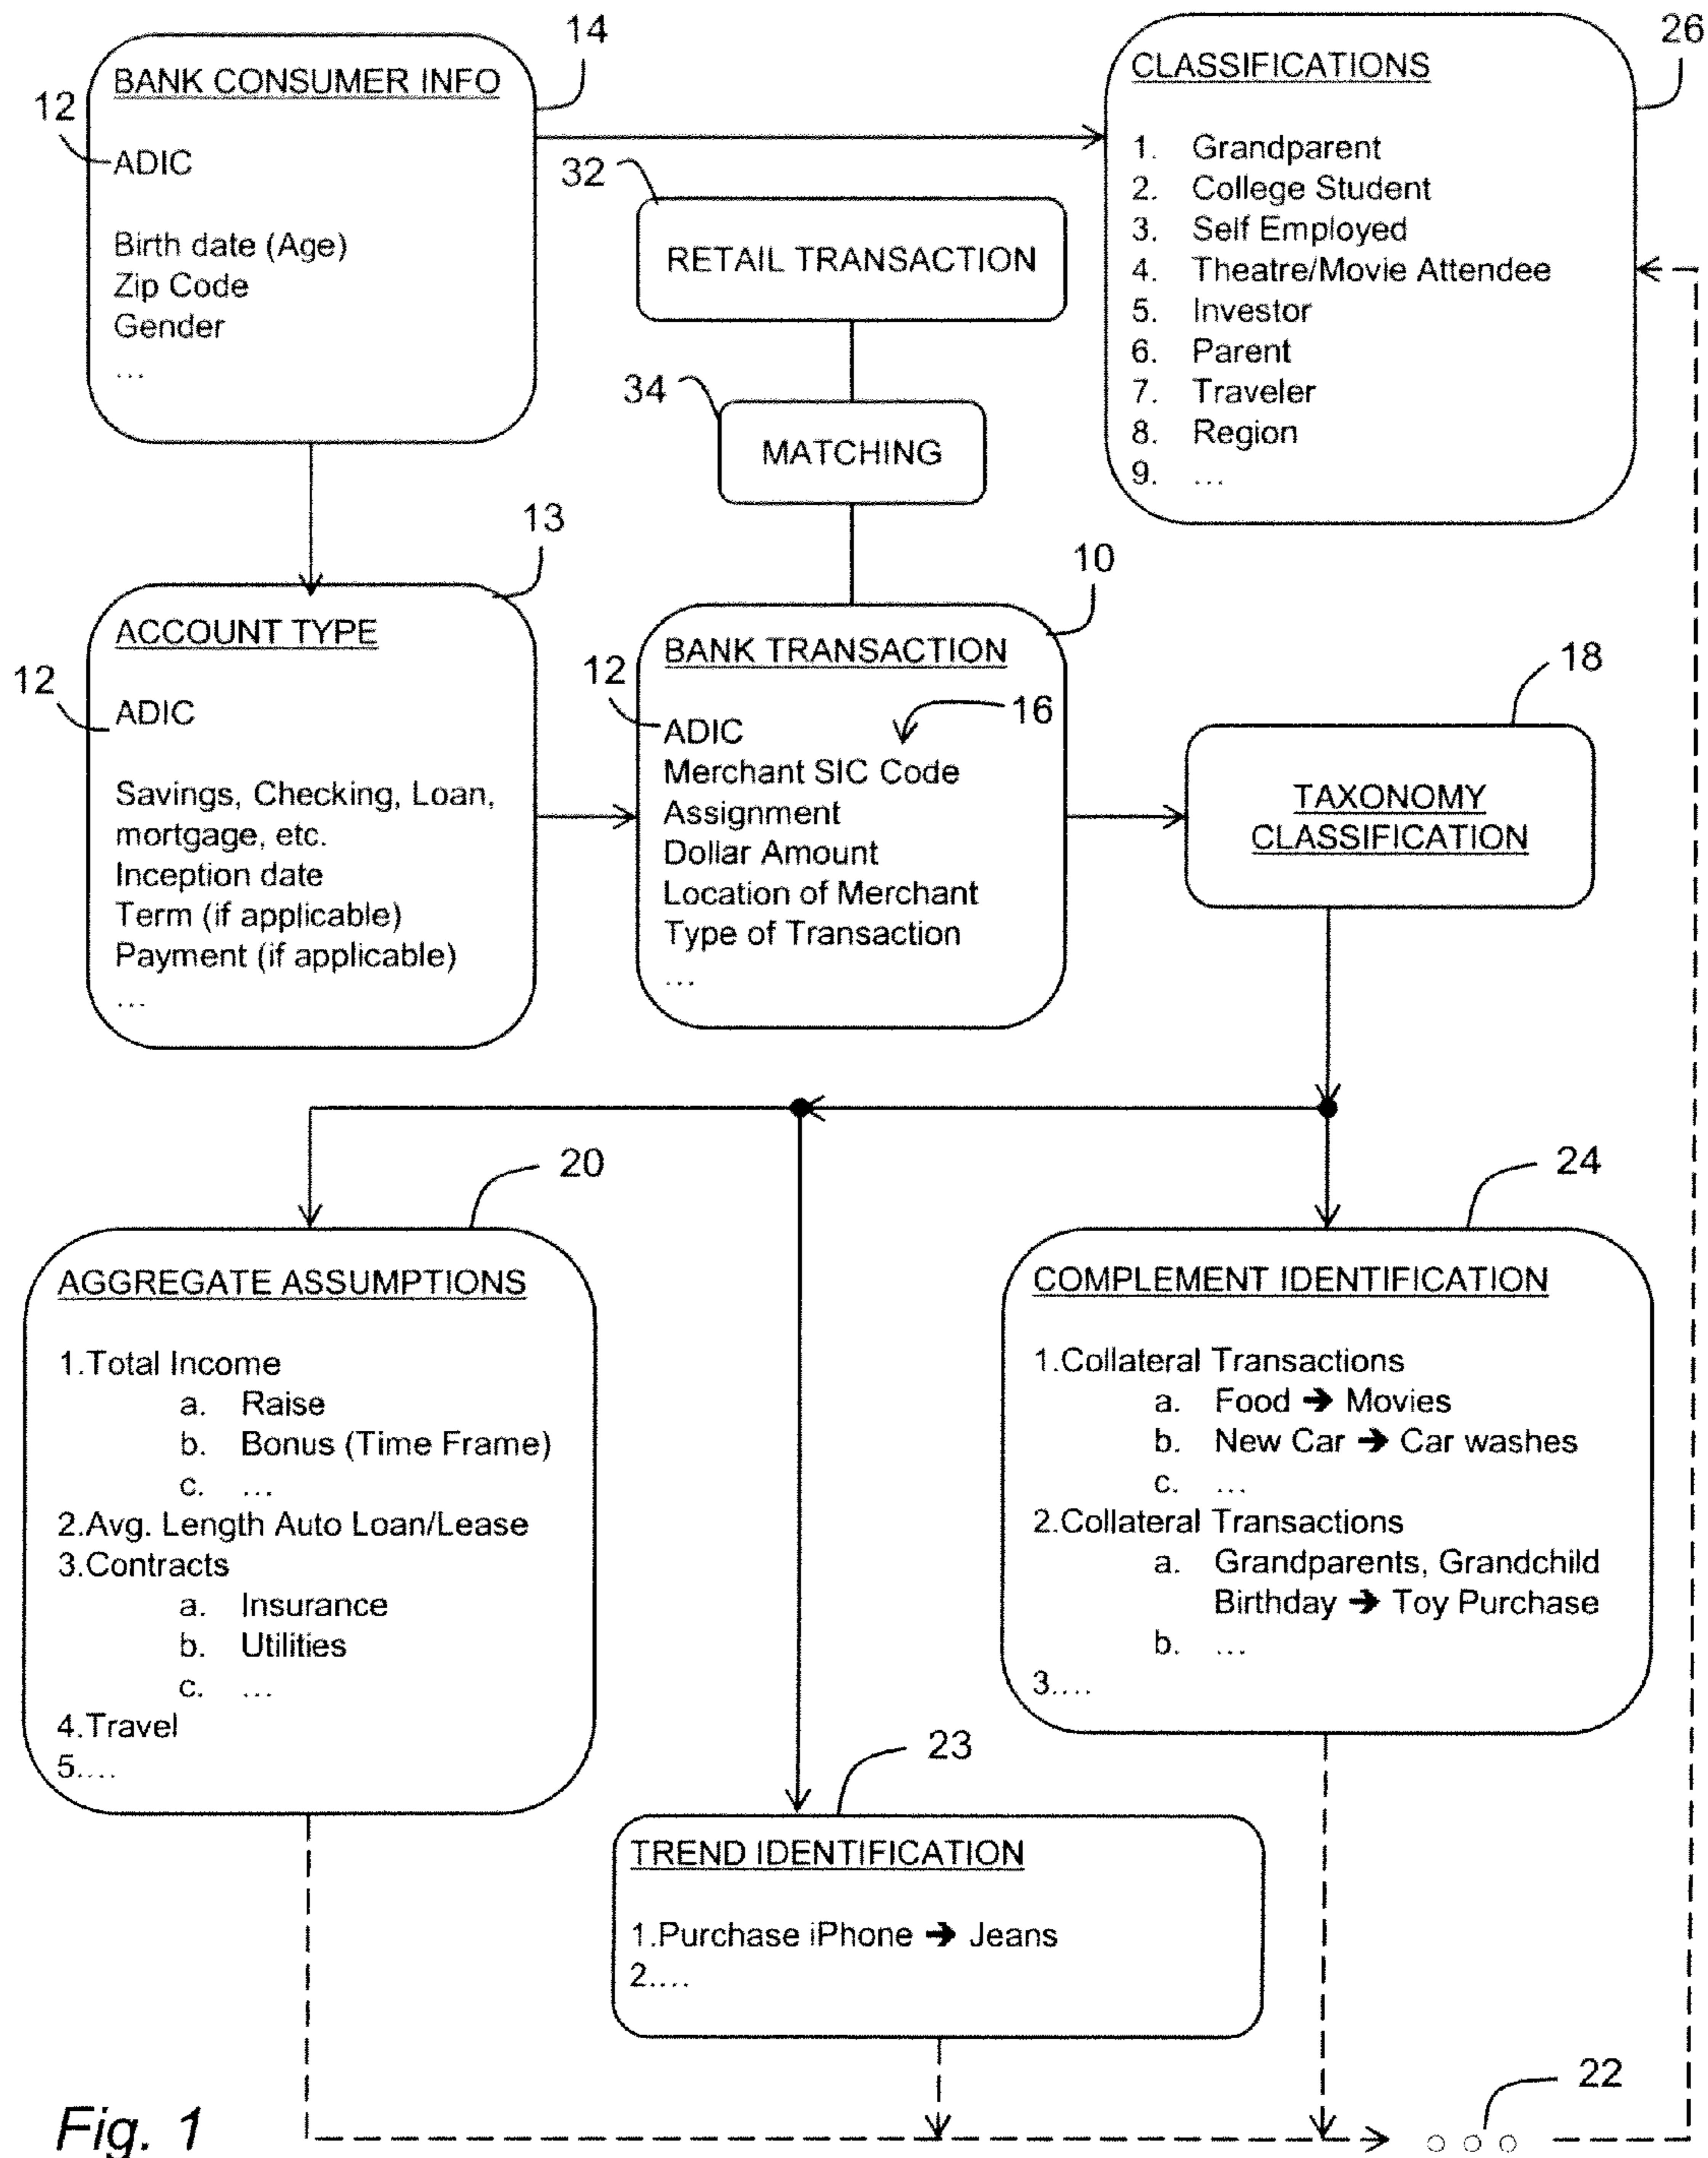 14
BANK CONSUMER INFO
12
ADIC
Birth date (Age)
Zip Code
Gender
...
26
CLASSIFICATIONS
1. Grandparent
2. College Student
3. Self Employed
4. Theatre/Movie Attendee
5. Investor
6. Parent
7. Traveler
8. Region
9. ...
32
RETAIL TRANSACTION
34
MATCHING
13
ACCOUNT TYPE
12
ADIC
Savings, Checking, Loan,
mortgage, etc.
Inception date
Term (if applicable)
Payment (if applicable)
...
10
BANK TRANSACTION
12
16
ADIC
Merchant SIC Code
Assignment
Dollar Amount
Location of Merchant
Type of Transaction
...
18
TAXONOMY
CLASSIFICATION
20
AGGREGATE ASSUMPTIONS
1.Total Income
a. Raise
b. Bonus (Time Frame)
c. ...
2.Avg. Length Auto Loan/Lease
3.Contracts
a. Insurance
b. Utilities
c. ...
4.Travel
5....
24
COMPLEMENT IDENTIFICATION
1.Collateral Transactions
a. Food ➔ Movies
b. New Car ➔ Car washes
c. ...
2.Collateral Transactions
a. Grandparents, Grandchild
Birthday ➔ Toy Purchase
b. ...
3....
23
TREND IDENTIFICATION
1.Purchase iPhone ➔ Jeans
2....
22
Fig. 1